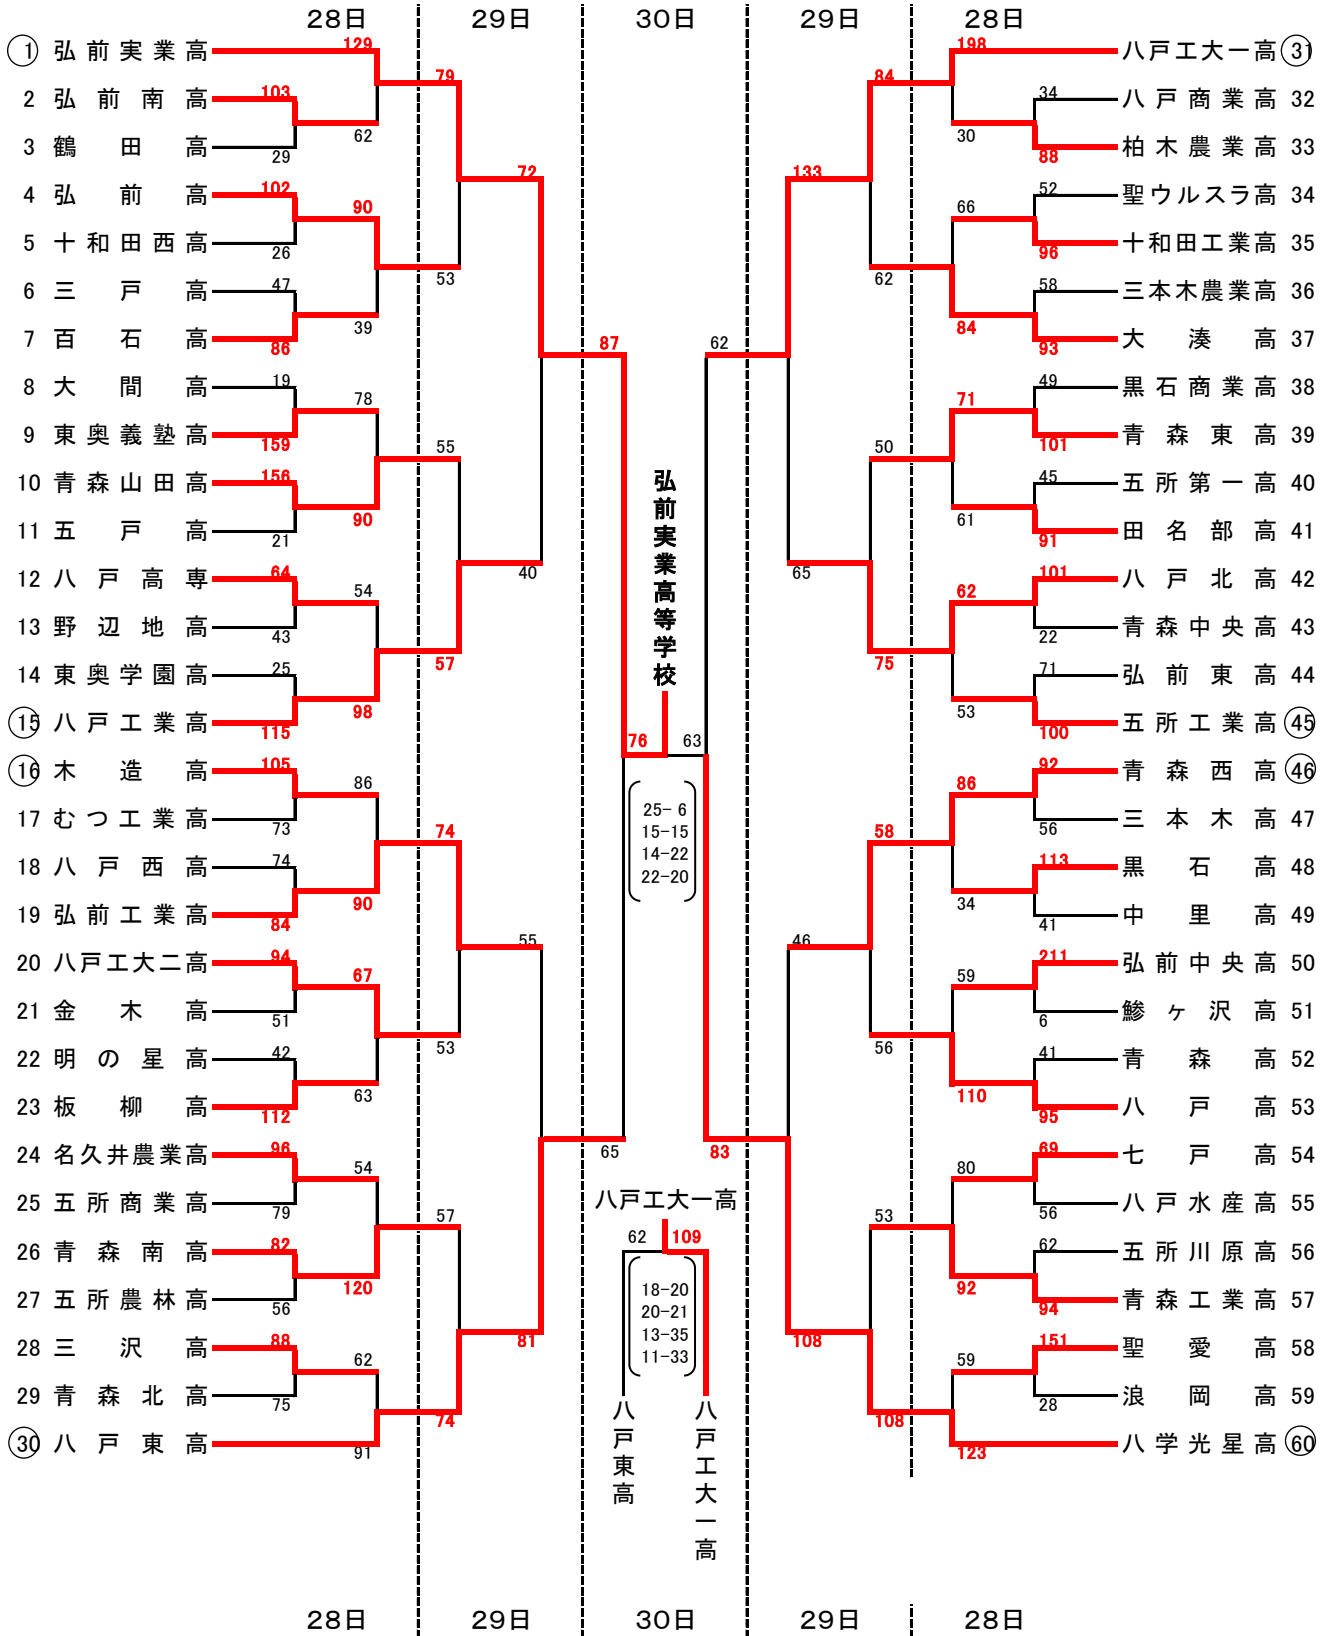 28日 29日 30日 29日 28日
1 弘前実業高 129
2 弘前南高 103
3 鶴田高 29
62
79
4 弘前高 102
5 十和田西高 26
90
6 三戸高 47
7 百石高 86
39
53
72
8 大間高 19
9 東奥義塾高 159
78
10 青森山田高 156
11 五戸高 21
90
55
12 八戸高専 64
13 野辺地高 43
54
14 東奥学園高 25
15 八戸工業高 115
98
57
40
87
16 木造高 105
17 むつ工業高 73
86
18 八戸西高 74
19 弘前工業高 84
90
74
20 八戸工大二高 94
21 金木高 51
67
22 明の星高 42
23 板柳高 112
63
53
55
24 名久井農業高 96
25 五所商業高 79
54
26 青森南高 82
27 五所農林高 56
120
57
28 三沢高 88
29 青森北高 75
62
30 八戸東高 91
74
81
65
弘前実業高等学校
76 63
25-6
15-15
14-22
22-20
八戸工大一高
62 109
18-20
20-21
13-35
11-33
八戸東高
八戸工大一高
198 八戸工大一高 31
34 八戸商業高 32
88 柏木農業高 33
30
84
52 聖ウルスラ高 34
96 十和田工業高 35
66
58 三本木農業高 36
93 大湊高 37
84
62
133
49 黒石商業高 38
101 青森東高 39
71
45 五所第一高 40
91 田名部高 41
61
50
101 八戸北高 42
22 青森中央高 43
62
71 弘前東高 44
100 五所工業高 45
53
75
65
62
92 青森西高 46
56 三本木高 47
86
113 黒石高 48
41 中里高 49
34
58
211 弘前中央高 50
6 鰺ヶ沢高 51
59
41 青森高 52
95 八戸高 53
110
56
46
69 七戸高 54
56 八戸水産高 55
80
62 五所川原高 56
94 青森工業高 57
92
53
151 聖愛高 58
28 浪岡高 59
59
123 八学光星高 60
108
108
83
28日 29日 30日 29日 28日